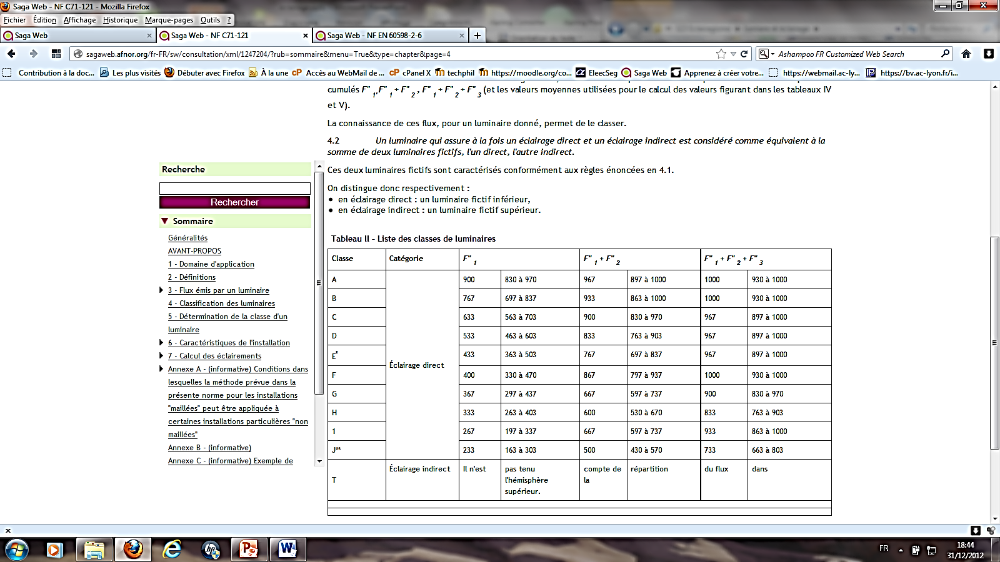 Saga Web - NF C71-121 - Mozilla Firefox
Fichier Édition Affichage Historique Marque-pages Outils ?
Saga Web × Saga Web - NF C71-121 × Saga Web - NF EN 60598-2-6 × +
sagaweb.afnor.org/fr-FR/sw/consultation/xml/1247204/?rub=sommaire&menu=True&type=chapter&page=4
Ashampoo FR Customized Web Search
Contribution à la doc... Les plus visités Débuter avec Firefox À la une Accès au WebMail de ... cPanel X techphil https://moodle.org/co... EleecSeg Saga Web Apprenez à créer votre... https://webmail.ac-ly... https://bv.ac-lyon.fr/i...
cumulés F" 1, F" 1 + F" 2 , F" 1 + F" 2 + F" 3 (et les valeurs moyennes utilisées pour le calcul des valeurs figurant dans les tableaux IV
et V).
La connaissance de ces flux, pour un luminaire donné, permet de le classer.
4.2 Un luminaire qui assure à la fois un éclairage direct et un éclairage indirect est considéré comme équivalent à la
somme de deux luminaires fictifs, l'un direct, l'autre indirect.
Ces deux luminaires fictifs sont caractérisés conformément aux règles énoncées en 4.1.
On distingue donc respectivement :
● en éclairage direct : un luminaire fictif inférieur,
● en éclairage indirect : un luminaire fictif supérieur.
Recherche
Rechercher
Sommaire
Généralités
AVANT-PROPOS
1 - Domaine d'application
2 - Définitions
3 - Flux émis par un luminaire
4 - Classification des luminaires
5 - Détermination de la classe d'un
luminaire
6 - Caractéristiques de l'installation
7 - Calcul des éclairements
Annexe A - (informative) Conditions dans
lesquelles la méthode prévue dans la
présente norme pour les installations
"maillées" peut être appliquée à
certaines installations particulières "non
maillées"
Annexe B - (informative)
Annexe C - (informative) Exemple de
Tableau II - Liste des classes de luminaires
Classe Catégorie F" 1 F" 1 + F" 2 F" 1 + F" 2 + F" 3
A 900 830 à 970 967 897 à 1000 1000 930 à 1000
B 767 697 à 837 933 863 à 1000 1000 930 à 1000
C 633 563 à 703 900 830 à 970 967 897 à 1000
D 533 463 à 603 833 763 à 903 967 897 à 1000
E* 433 363 à 503 767 697 à 837 967 897 à 1000
Éclairage direct
F 400 330 à 470 867 797 à 937 1000 930 à 1000
G 367 297 à 437 667 597 à 737 900 830 à 970
H 333 263 à 403 600 530 à 670 833 763 à 903
1 267 197 à 337 667 597 à 737 933 863 à 1000
J** 233 163 à 303 500 430 à 570 733 663 à 803
Éclairage indirect Il n'est pas tenu compte de répartition du flux dans
T l'hémisphère la
supérieur.
FR 18:44
31/12/2012